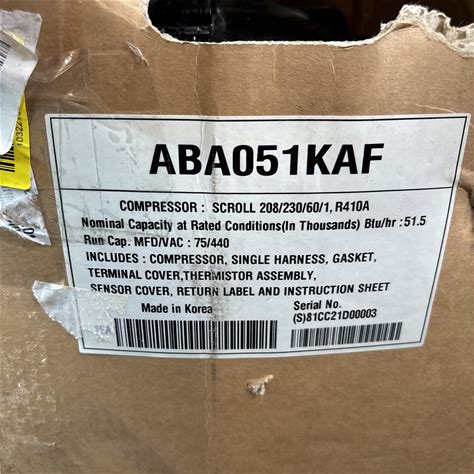 ABA051KAF
COMPRESSOR : SCROLL 208/230/60/1, R410A
Nominal Capacity at Rated Conditions(In Thousands) Btu/hr : 51.5
Run Cap. MFD/VAC : 75/440
INCLUDES : COMPRESSOR, SINGLE HARNESS, GASKET,
TERMINAL COVER,THERMISTOR ASSEMBLY,
SENSOR COVER, RETURN LABEL AND INSTRUCTION SHEET
Made in Korea
Serial No.
(S)81CC21D00003